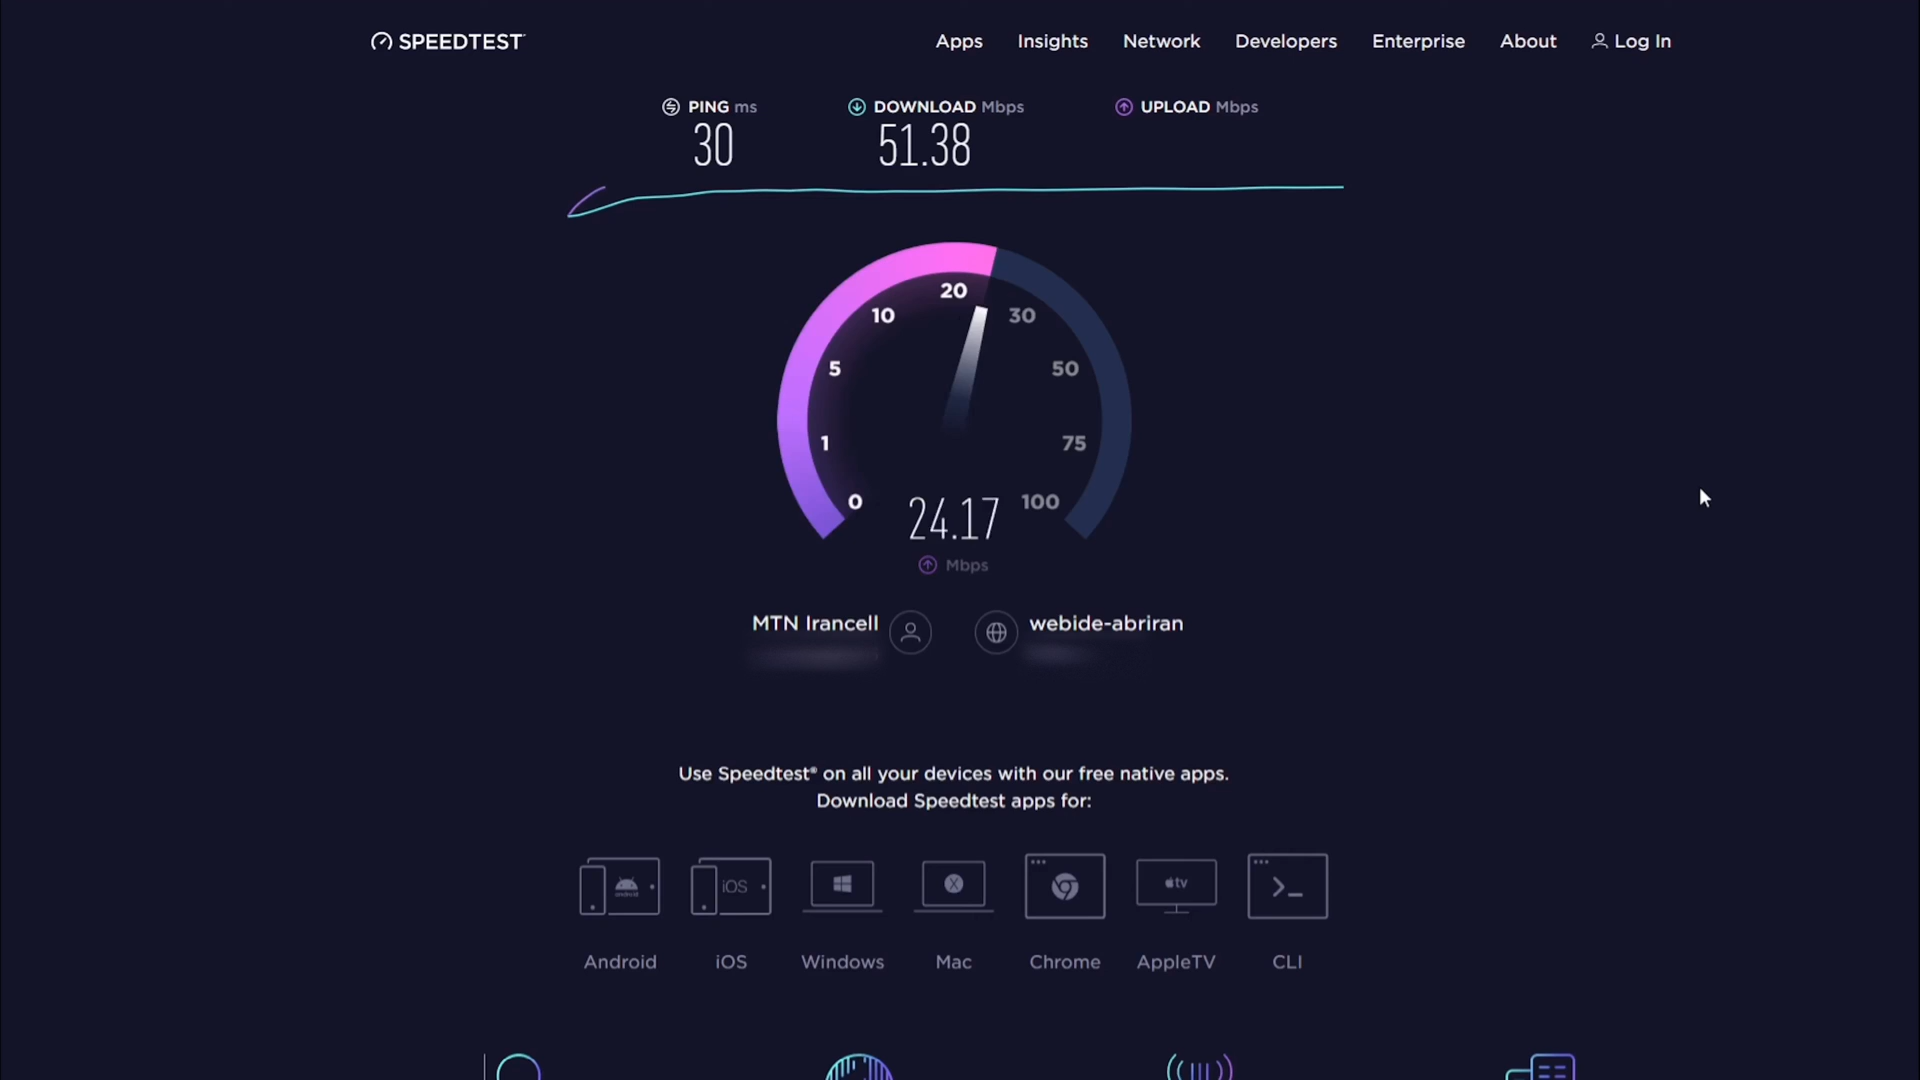 SPEEDTEST
Apps Insights Network Developers Enterprise About Log In
PING ms DOWNLOAD Mbps UPLOAD Mbps
30 51.38
20
10 30
5 50
1 75
0 100
24.17
Mbps
MTN Irancell webide-abriran
Use Speedtest® on all your devices with our free native apps.
Download Speedtest apps for:
android iOS X tv >_
Android iOS Windows Mac Chrome AppleTV CLI